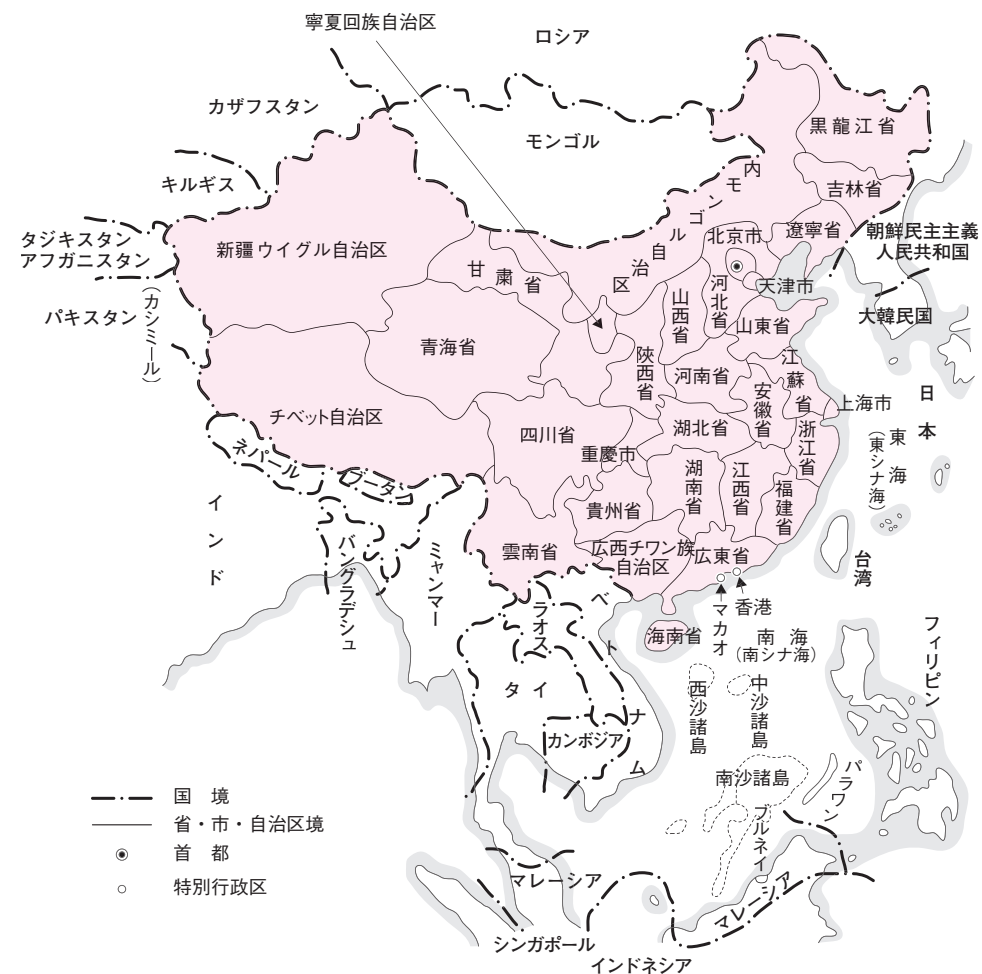 寧夏回族自治区
ロシア
カザフスタン
モンゴル
キルギス
タジキスタン
アフガニスタン
パキスタン
(カシミール)
新疆ウイグル自治区
甘粛省
内モンゴル自治区
黒龍江省
吉林省
遼寧省
北京市
天津市
朝鮮民主主義
人民共和国
大韓民国
河北省
山西省
山東省
青海省
陝西省
河南省
江蘇省
安徽省
上海市
日本
チベット自治区
四川省
重慶市
湖北省
浙江省
東海
(東シナ海)
ネパール
ブータン
インド
バングラデシュ
ミャンマー
貴州省
湖南省
江西省
福建省
雲南省
広西チワン族
自治区
広東省
台湾
香港
マカオ
海南省
南海
(南シナ海)
ラオス
ベトナム
タイ
カンボジア
西沙諸島
中沙諸島
南沙諸島
フィリピン
パラワン
ブルネイ
マレーシア
マレーシア
シンガポール
インドネシア
国境
省・市・自治区境
首都
特別行政区